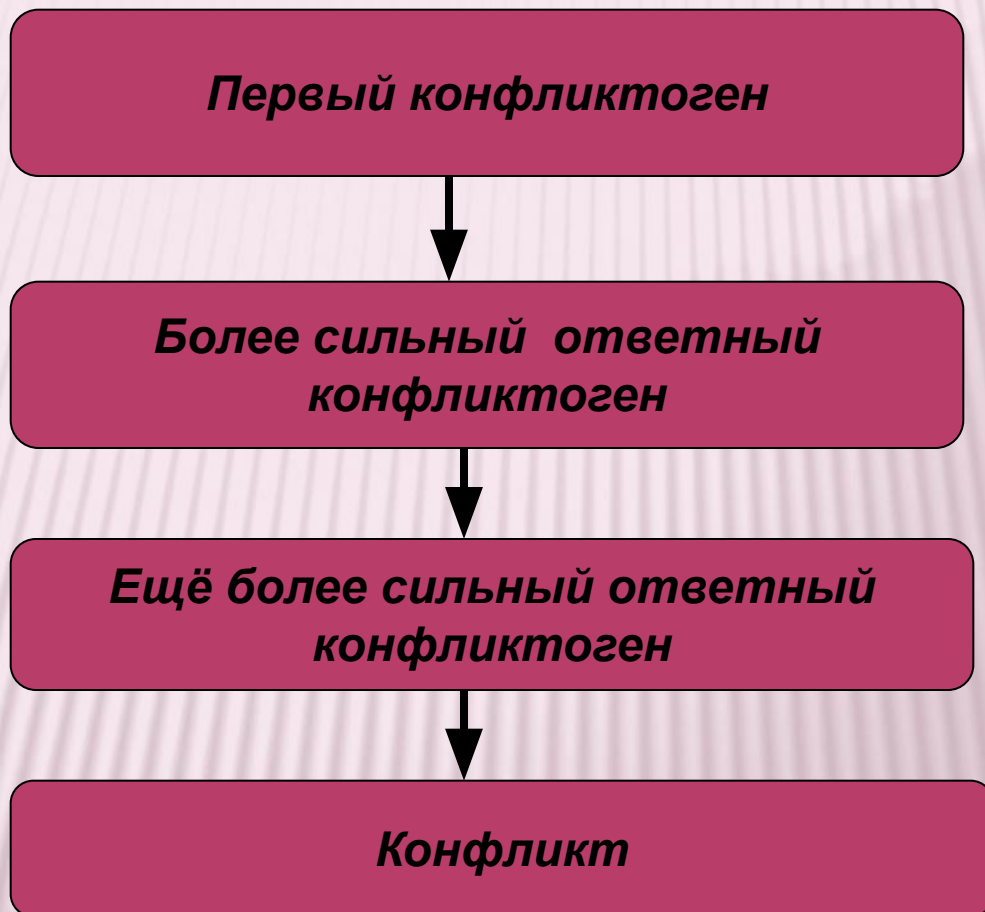 Первый конфликтоген
Более сильный ответный
конфликтоген
Ещё более сильный ответный
конфликтоген
Конфликт